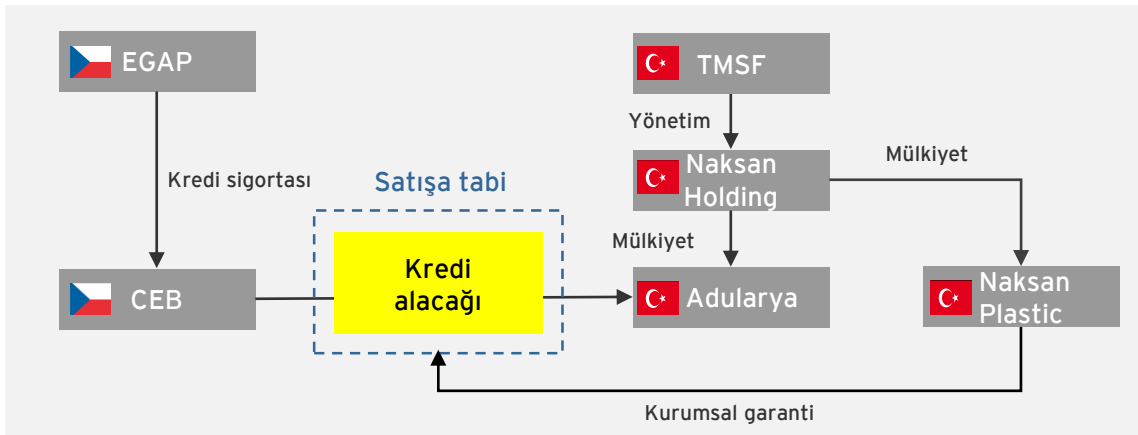 EGAP
TMSF
Yönetim
Kredi sigortası
Satışa tabi
Naksan
Holding
Mülkiyet
Mülkiyet
CEB
Kredi
alacağı
Adularya
Naksan
Plastic
Kurumsal garanti